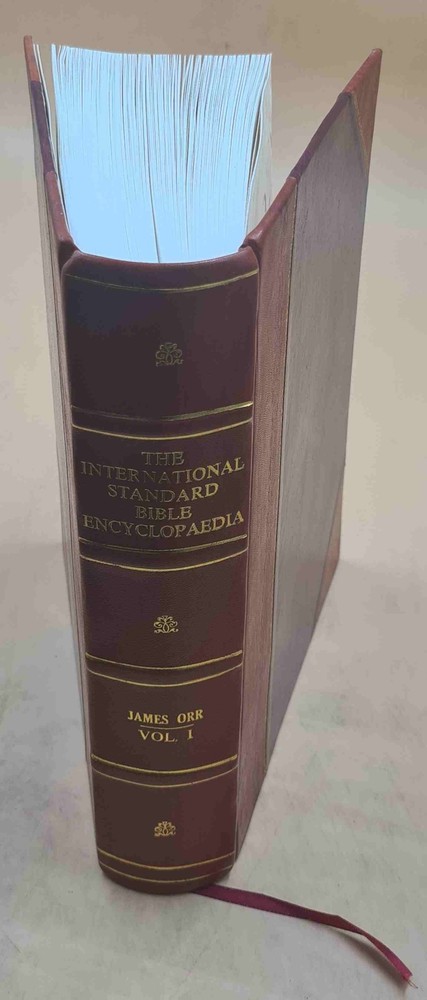 THE
INTERNATIONAL
STANDARD
BIBLE
ENCYCLOPAEDIA
JAMES ORR
VOL. I